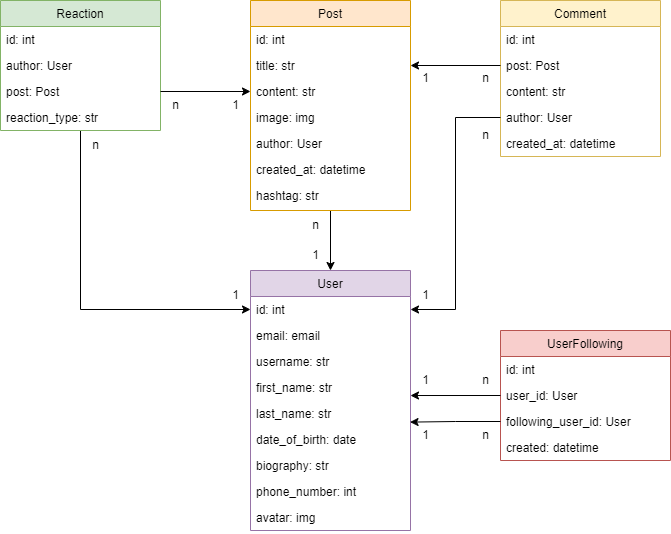 Reaction
id: int
author: User
post: Post
reaction_type: str
Post
id: int
title: str
content: str
image: img
author: User
created_at: datetime
hashtag: str
Comment
id: int
post: Post
content: str
author: User
created_at: datetime
n
1
1
n
n
n
n
1
1
1
User
id: int
email: email
username: str
first_name: str
last_name: str
date_of_birth: date
biography: str
phone_number: int
avatar: img
UserFollowing
id: int
user_id: User
following_user_id: User
created: datetime
1
n
1
n